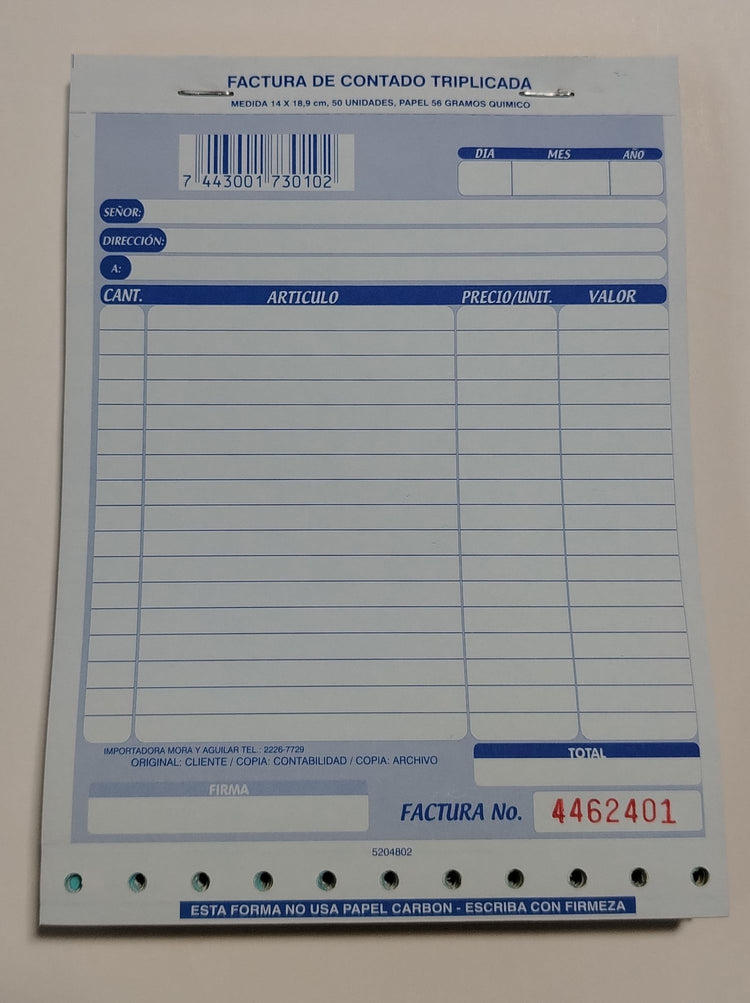 FACTURA DE CONTADO TRIPLICADA
MEDIDA 14 X 18,9 cm, 50 UNIDADES, PAPEL 56 GRAMOS QUIMICO
7 443001 730102
DIA MES AÑO
SEÑOR:
DIRECCIÓN:
A:
CANT. ARTICULO PRECIO/UNIT. VALOR
IMPORTADORA MORA Y AGUILAR TEL.: 2226-7729
ORIGINAL: CLIENTE / COPIA: CONTABILIDAD / COPIA: ARCHIVO
TOTAL
FIRMA
FACTURA No. 4462401
5204802
ESTA FORMA NO USA PAPEL CARBON - ESCRIBA CON FIRMEZA